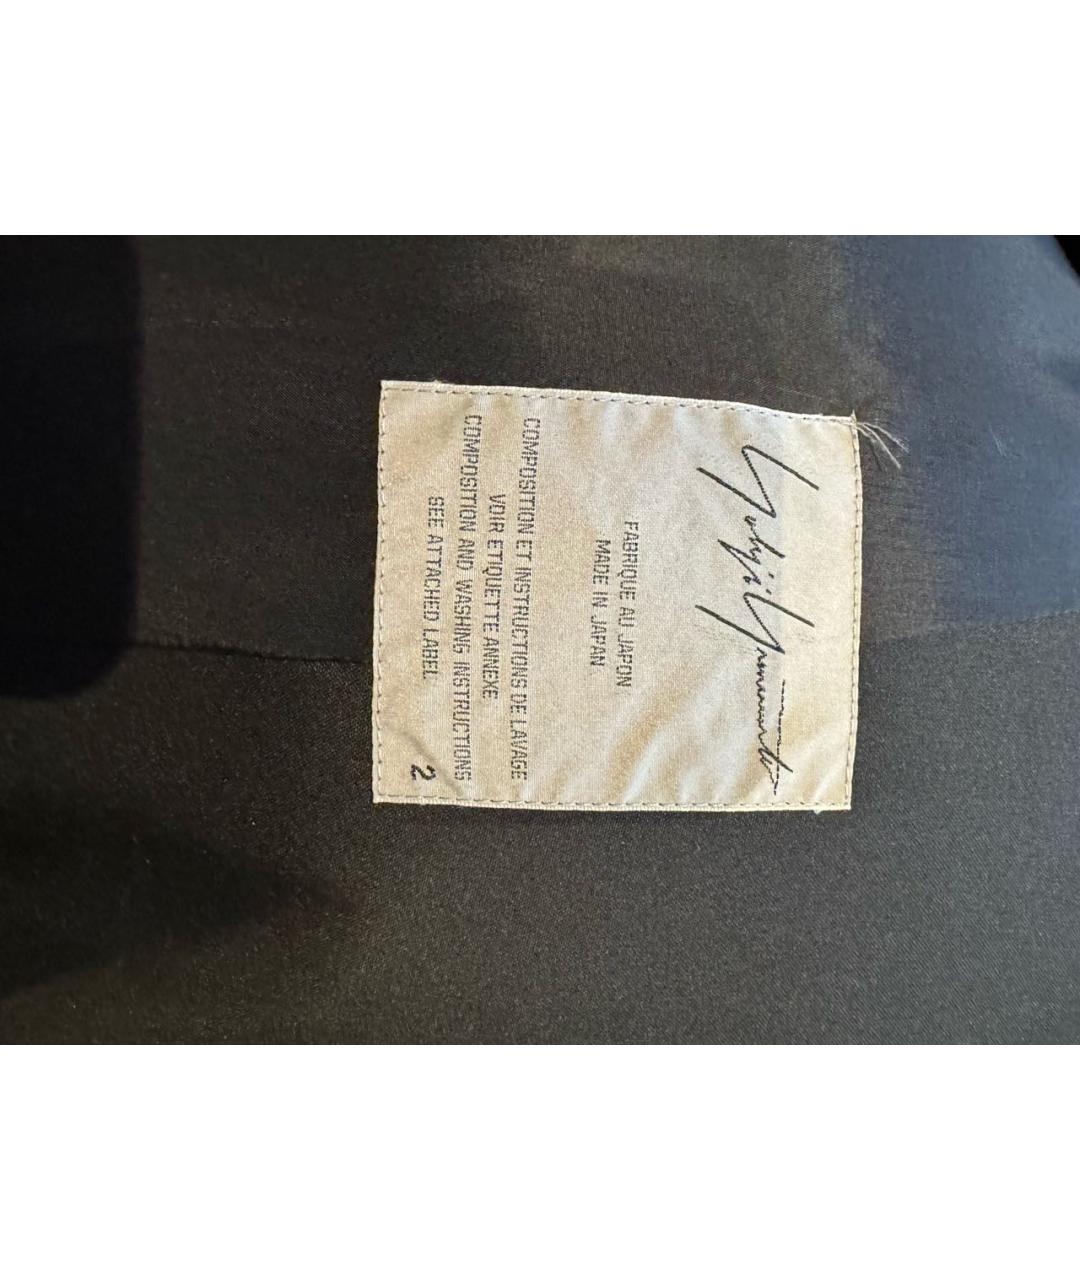 Yohji Yamamoto
FABRIQUE AU JAPON
MADE IN JAPAN
COMPOSITION ET INSTRUCTIONS DE LAVAGE
VOIR ETIQUETTE ANNEXE
COMPOSITION AND WASHING INSTRUCTIONS
SEE ATTACHED LABEL
2